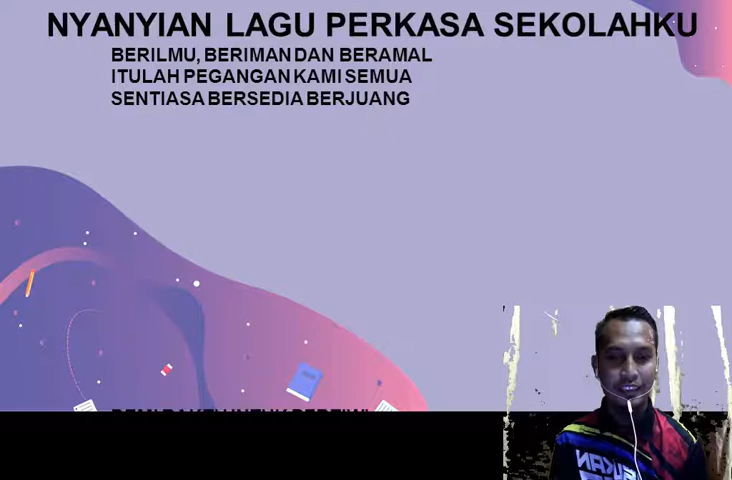 NYANYIAN LAGU PERKASA SEKOLAHKU
BERILMU, BERIMAN DAN BERAMAL
ITULAH PEGANGAN KAMI SEMUA
SENTIASA BERSEDIA BERJUANG